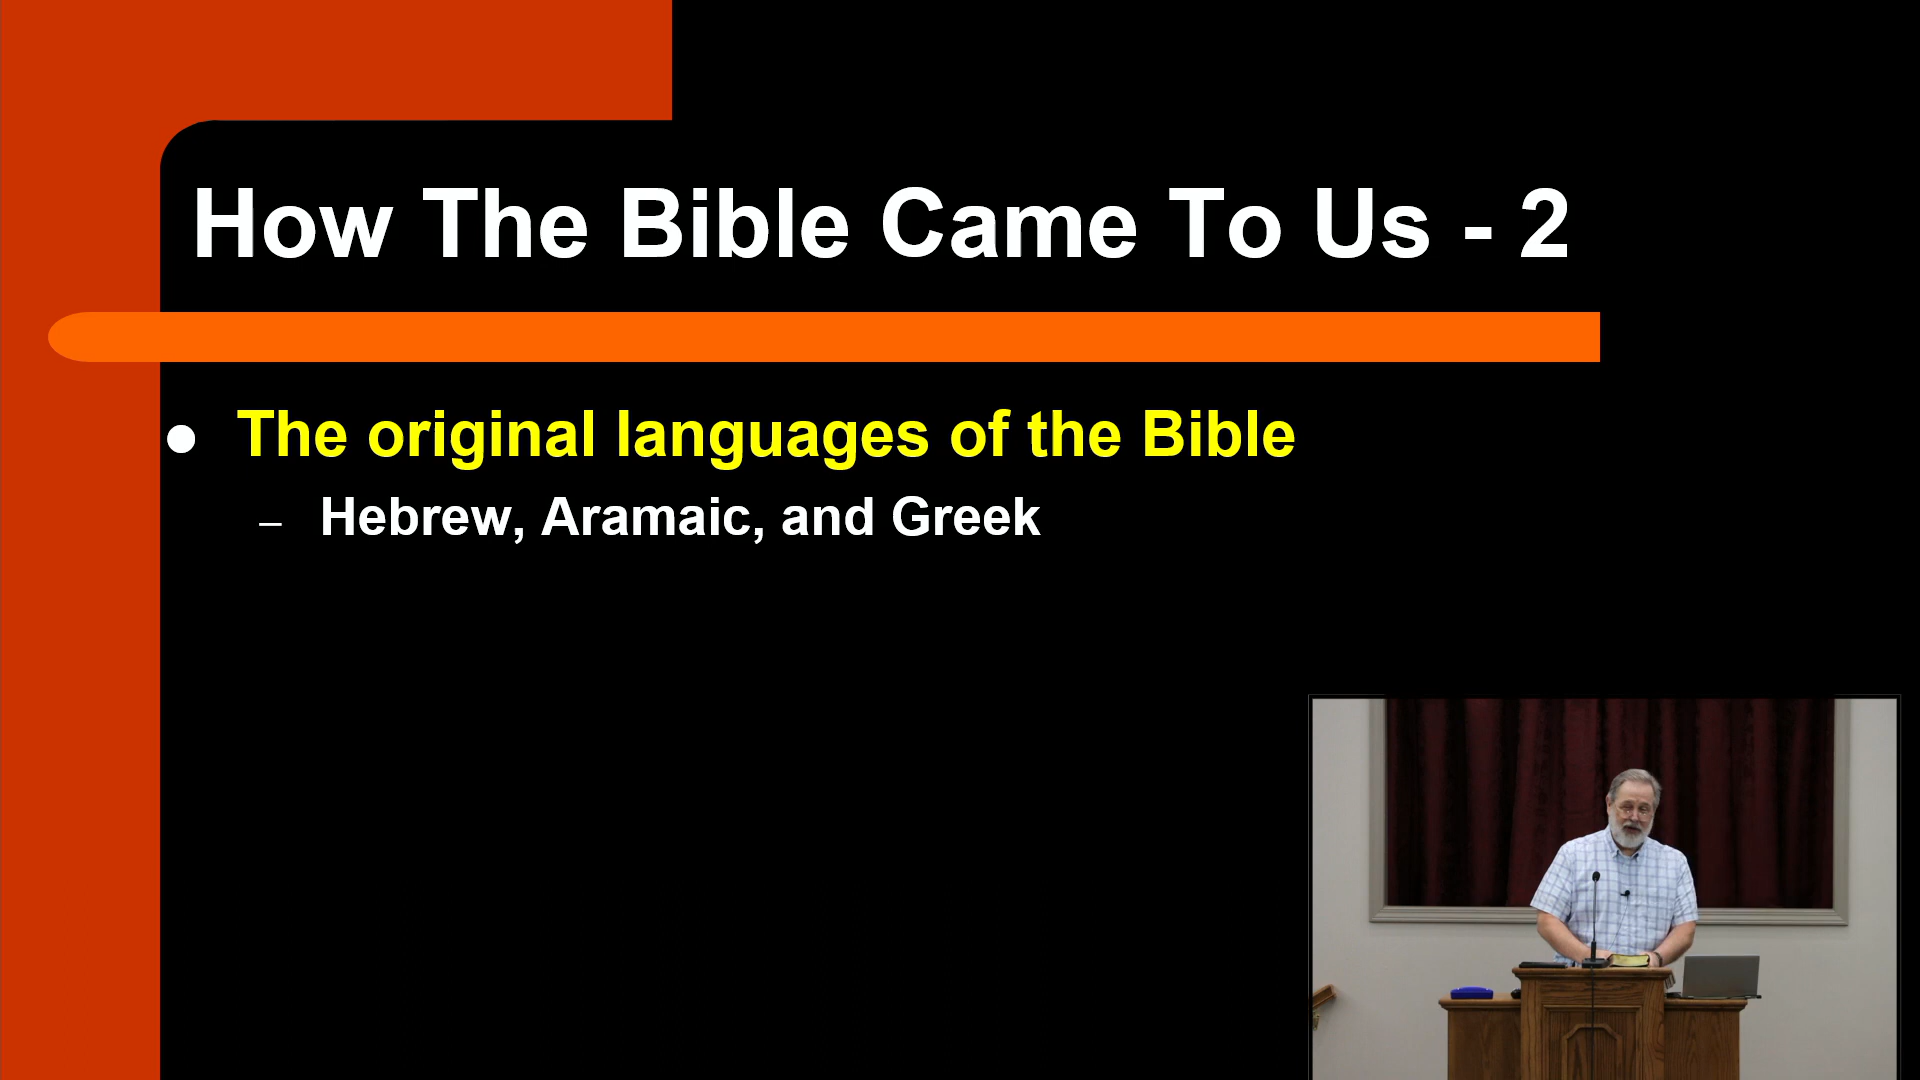 How The Bible Came To Us - 2
● The original languages of the Bible
– Hebrew, Aramaic, and Greek